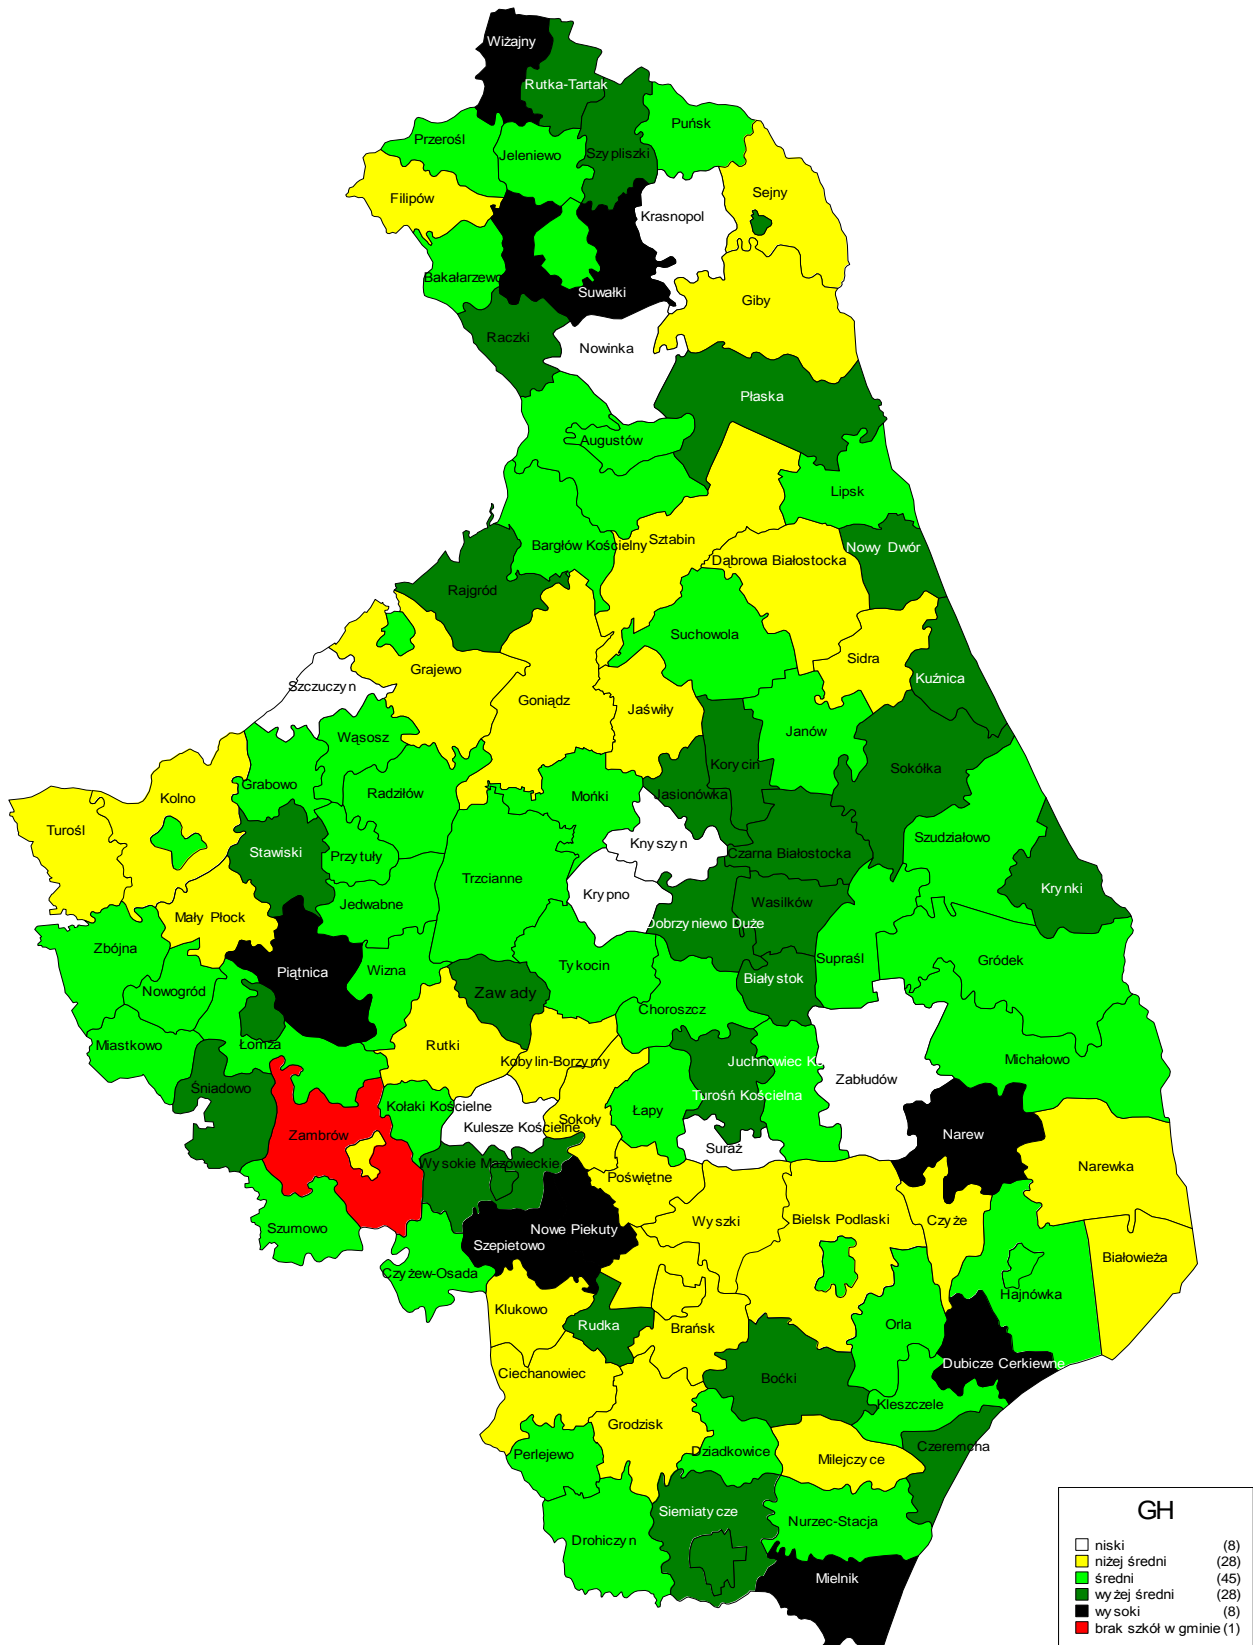 Wiżajny
Rutka-Tartak
Puńsk
Przerośl
Jeleniewo
Szypliszki
Sejny
Filipów
Krasnopol
Bakałarzewo
Suwałki
Giby
Raczki
Nowinka
Płaska
Augustów
Lipsk
Bargłów Kościelny
Sztabin
Nowy Dwór
Dąbrowa Białostocka
Rajgród
Suchowola
Sidra
Grajewo
Kuźnica
Szczuczyn
Goniądz
Jaświły
Janów
Wąsosz
Korycin
Sokółka
Grabowo
Radziłów
Mońki
Jasionówka
Kolno
Turośl
Szudziałowo
Knyszyn
Stawiski
Przytuły
Czarna Białostocka
Trzcianne
Krypno
Krynki
Jedwabne
Wasilków
Mały Płock
Dobrzyniewo Duże
Zbójna
Supraśl
Gródek
Piątnica
Wizna
Tykocin
Białystok
Nowogród
Zawady
Choroszcz
Miastkowo
Łomża
Rutki
Kobylin-Borzymy
Juchnowiec K
Michałowo
Śniadowo
Zabłudów
Turośń Kościelna
Kołaki Kościelne
Łapy
Sokoły
Kulesze Kościelne
Zambrów
Suraż
Narew
Wysokie Mazowieckie
Narewka
Poświętne
Szumowo
Nowe Piekuty
Wyszki
Bielsk Podlaski
Czyże
Szepietowo
Białowieża
Czyżew-Osada
Hajnówka
Klukowo
Rudka
Brańsk
Orla
Dubicze Cerkiewne
Ciechanowiec
Boćki
Kleszczele
Grodzisk
Czeremcha
Perlejewo
Dziadkowice
Milejczyce
Siemiatycze
Nurzec-Stacja
Drohiczyn
Mielnik
GH
niski (8)
niżej średni (28)
średni (45)
wyżej średni (28)
wysoki (8)
brak szkół w gminie (1)